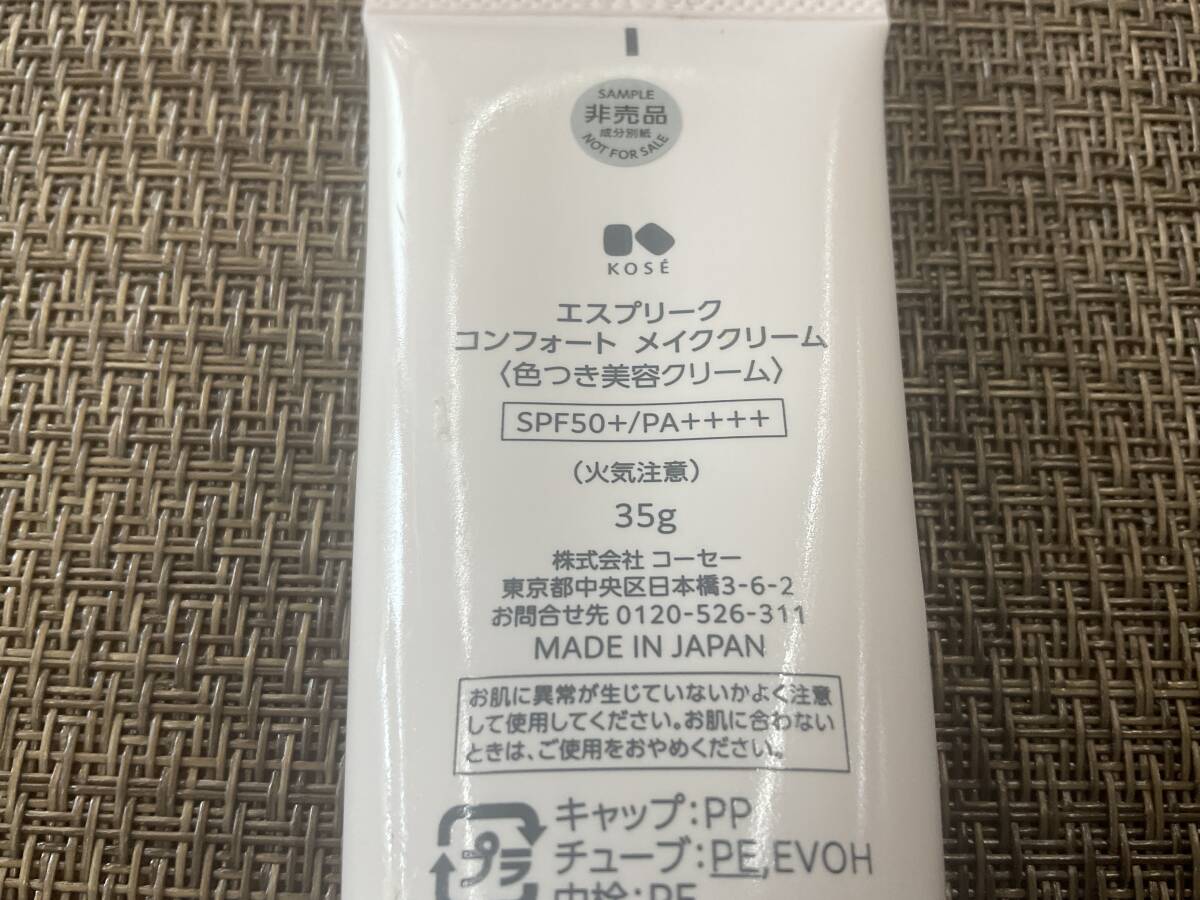 SAMPLE
非売品
成分別紙
NOT FOR SALE
KOSÉ
エスプリーク
コンフォート メイククリーム
〈色つき美容クリーム〉
SPF50+/PA++++
(火気注意)
35g
株式会社 コーセー
東京都中央区日本橋3-6-2
お問合せ先 0120-526-311
MADE IN JAPAN
お肌に異常が生じていないかよく注意
して使用してください。お肌に合わない
ときは、ご使用をおやめください。
プラ
キャップ:PP
チューブ:PE,EVOH
中栓:PE